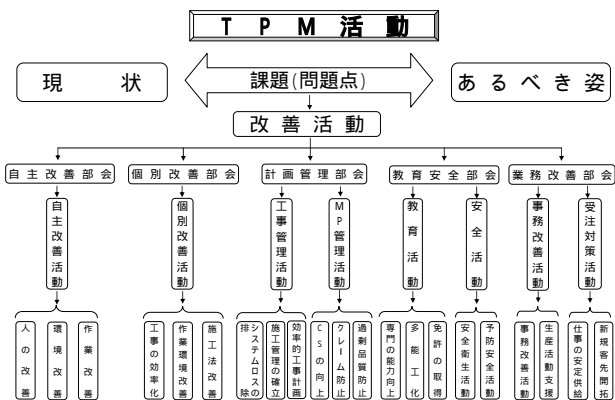 TPM活動
現状
課題(問題点)
あるべき姿
改善活動
自主改善部会
個別改善部会
計画管理部会
教育安全部会
業務改善部会
自主改善活動
個別改善活動
工事管理活動
MP管理活動
教育活動
安全活動
事務改善活動
受注対策活動
人の改善
環境改善
作業改善
工事の効率化
作業環境改善
施工法改善
システムロスの
排除
施工管理の確立
効率的工事計画
CSの向上
クレーム防止
過剰品質防止
専門の能力向上
多能工化
免許の取得
安全衛生活動
予防安全活動
事務改善活動
生産活動支援
仕事の安定供給
新規客先開拓